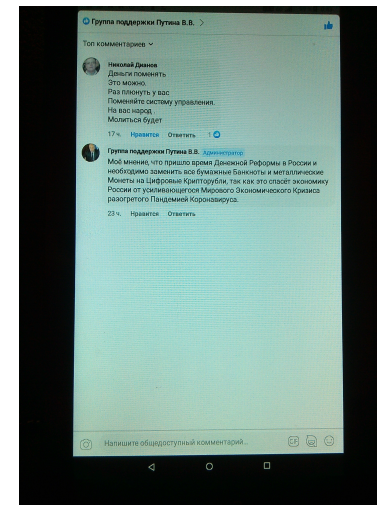 Группа поддержки Путина В.В.
Топ комментариев
Николай Дианов
Деньги поменять
Это можно.
Раз плюнуть у вас
Поменяйте систему управления.
На вас народ .
Молиться будет
17 ч. Нравится Ответить 1
Группа поддержки Путина В.В. Администратор
Моё мнение, что пришло время Денежной Реформы в России и
необходимо заменить все бумажные Банкноты и металлические
Монеты на Цифровые Крипторубли, так как это спасёт экономику
России от усиливающегося Мирового Экономического Кризиса
разогретого Пандемией Коронавируса.
23 ч. Нравится Ответить
Напишите общедоступный комментарий...
GIF